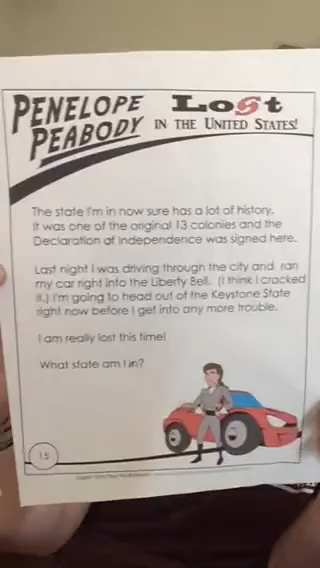 PENELOPE
PEABODY
Lost
IN THE UNITED STATES!
The state I'm in now sure has a lot of history.
It was one of the original 13 colonies and the
Declaration of Independence was signed here.
Last night I was driving through the city and ran
my car right into the Liberty Bell. (I think I cracked
it.) I'm going to head out of the Keystone State
right now before I get into any more trouble.
I am really lost this time!
What state am I in?
15